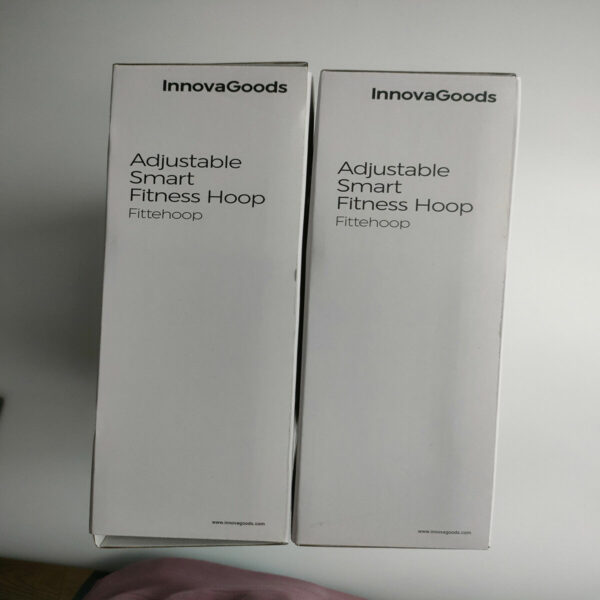 InnovaGoods
Adjustable
Smart
Fitness Hoop
Fittehoop
www.innovagoods.com
InnovaGoods
Adjustable
Smart
Fitness Hoop
Fittehoop
www.innovagoods.com